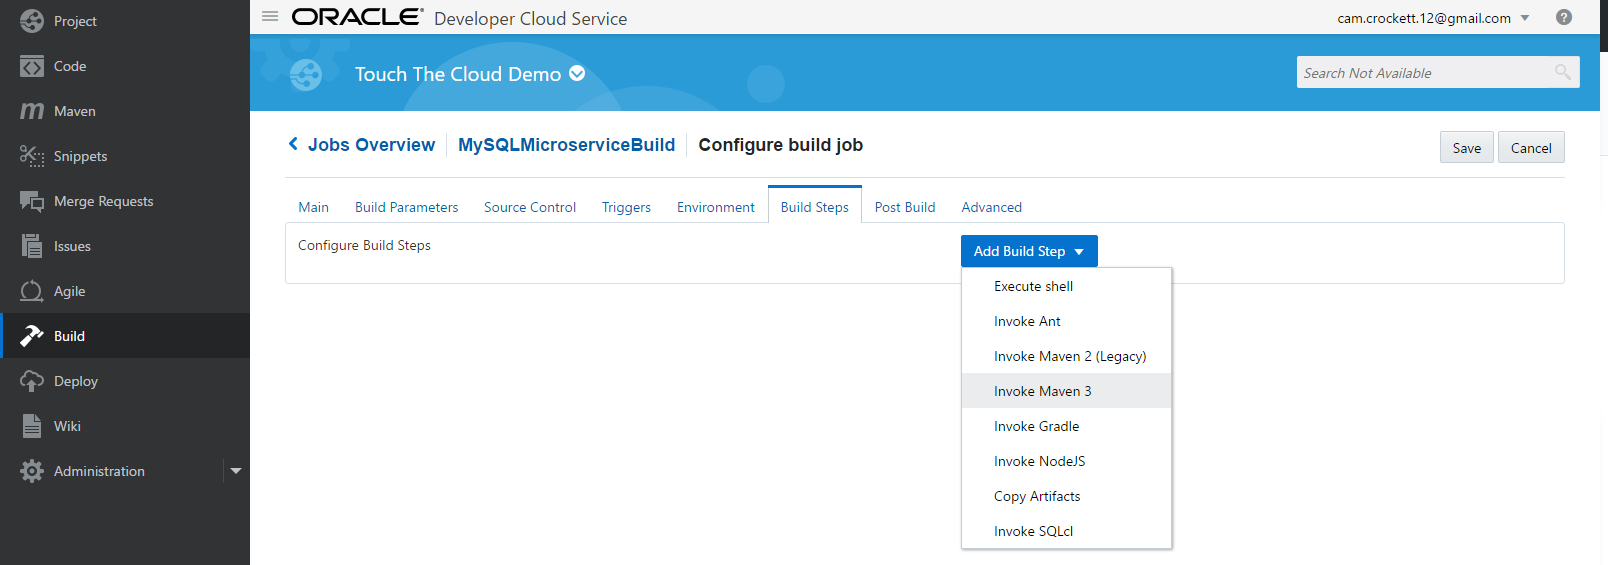 Project
Code
Maven
Snippets
Merge Requests
Issues
Agile
Build
Deploy
Wiki
Administration
ORACLE® Developer Cloud Service
cam.crockett.12@gmail.com ?
Touch The Cloud Demo
Search Not Available
Jobs Overview MySQLMicroserviceBuild Configure build job
Save Cancel
Main Build Parameters Source Control Triggers Environment Build Steps Post Build Advanced
Configure Build Steps
Add Build Step
Execute shell
Invoke Ant
Invoke Maven 2 (Legacy)
Invoke Maven 3
Invoke Gradle
Invoke NodeJS
Copy Artifacts
Invoke SQLcl